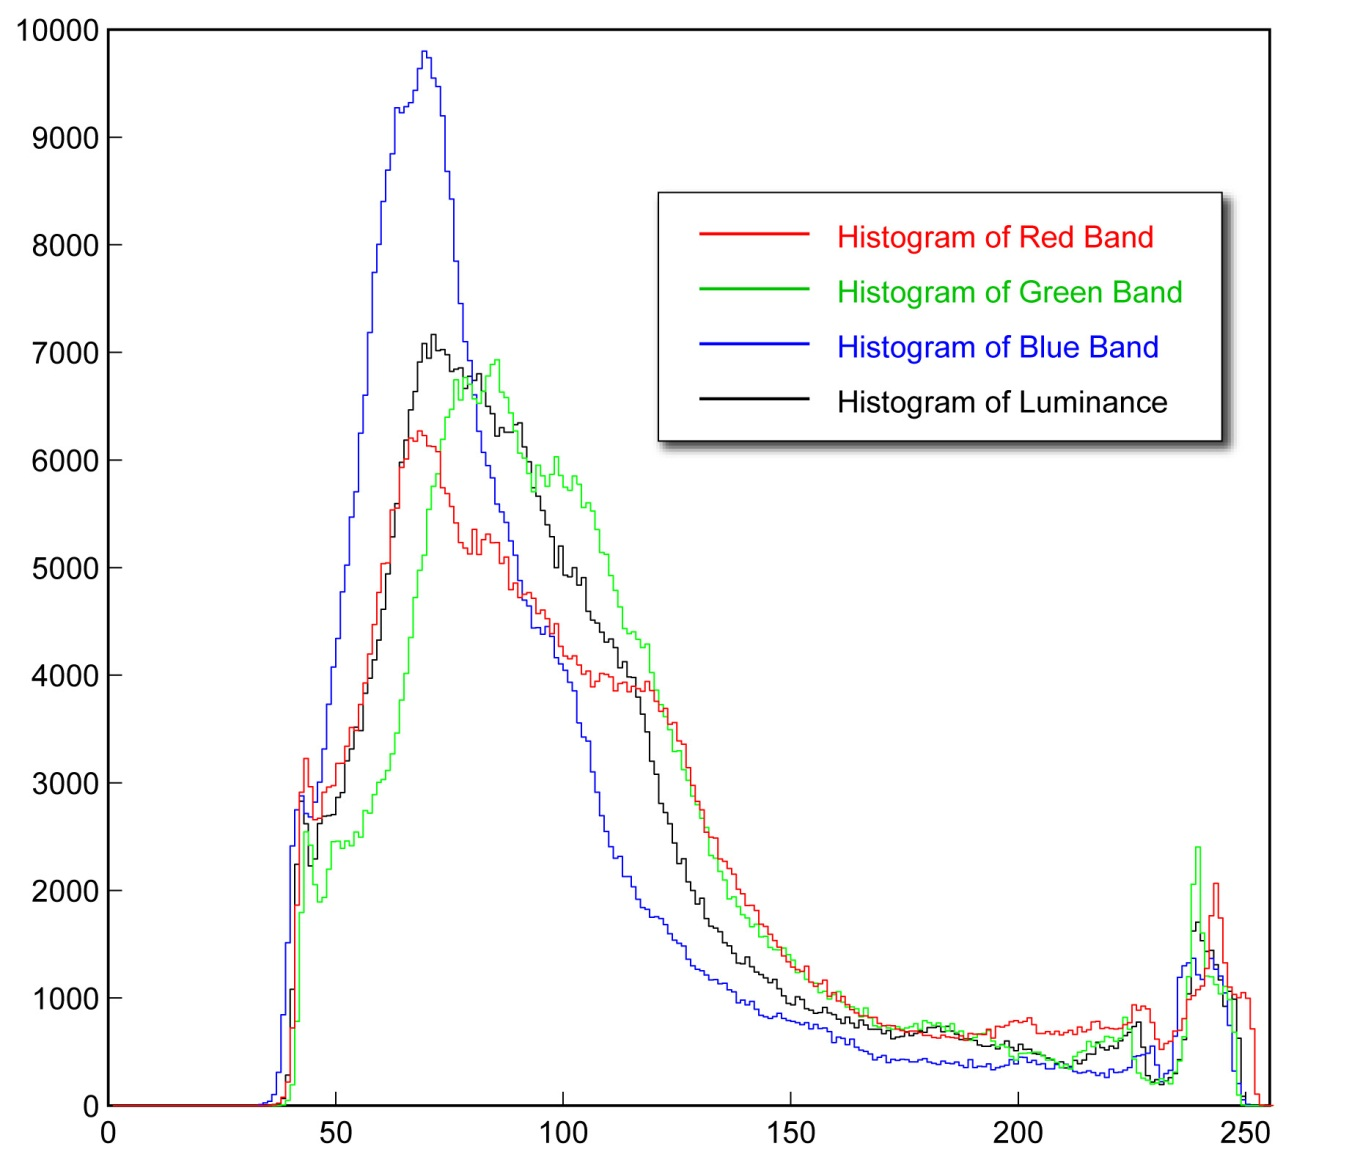 10000
9000
8000
7000
6000
5000
4000
3000
2000
1000
0
Histogram of Red Band
Histogram of Green Band
Histogram of Blue Band
Histogram of Luminance
0 50 100 150 200 250